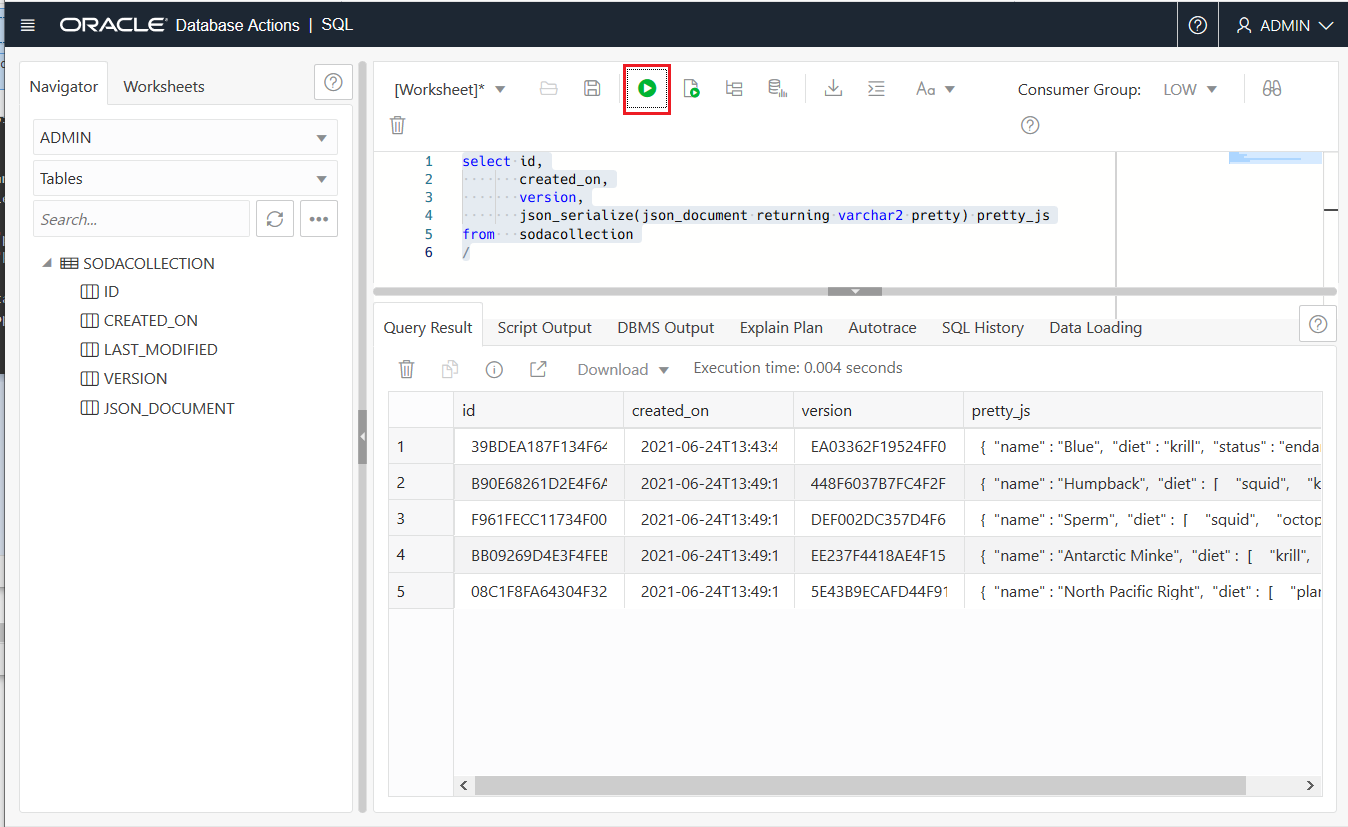 ORACLE Database Actions | SQL
ADMIN
Navigator
Worksheets
ADMIN
Tables
Search...
SODACOLLECTION
ID
CREATED_ON
LAST_MODIFIED
VERSION
JSON_DOCUMENT
[Worksheet]*
Aa
Consumer Group: LOW
1 select id,
2 created_on,
3 version,
4 json_serialize(json_document returning varchar2 pretty) pretty_js
5 from sodacollection
6 /
Query Result Script Output DBMS Output Explain Plan Autotrace SQL History Data Loading
Download Execution time: 0.004 seconds
id created_on version pretty_js
1 39BDEA187F134F64 2021-06-24T13:43:4 EA03362F19524FF0 { "name" : "Blue", "diet" : "krill", "status" : "enda
2 B90E68261D2E4F6A 2021-06-24T13:49:1 448F6037B7FC4F2F { "name" : "Humpback", "diet" : [ "squid", "k
3 F961FECC11734F00 2021-06-24T13:49:1 DEF002DC357D4F6 { "name" : "Sperm", "diet" : [ "squid", "octop
4 BB09269D4E3F4FEB 2021-06-24T13:49:1 EE237F4418AE4F15 { "name" : "Antarctic Minke", "diet" : [ "krill",
5 08C1F8FA64304F32 2021-06-24T13:49:1 5E43B9ECAFD44F91 { "name" : "North Pacific Right", "diet" : [ "plan